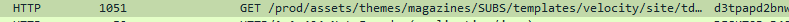 HTTP 1051 GET /prod/assets/themes/magazines/SUBS/templates/velocity/site/td… d3tpapd2bnw